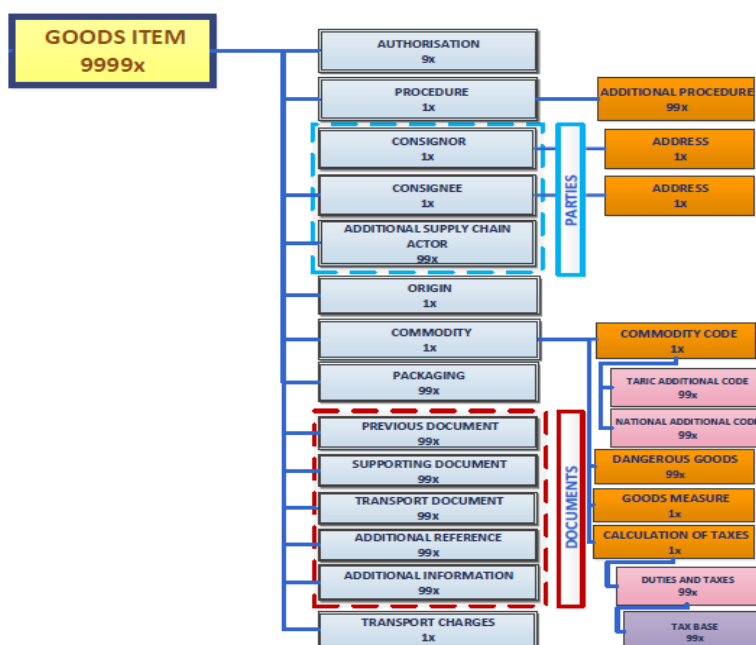 GOODS ITEM
9999x
AUTHORISATION
9x
PROCEDURE
1x
ADDITIONAL PROCEDURE
99x
CONSIGNOR
1x
ADDRESS
1x
CONSIGNEE
1x
ADDRESS
1x
ADDITIONAL SUPPLY CHAIN
ACTOR
99x
PARTIES
ORIGIN
1x
COMMODITY
1x
COMMODITY CODE
1x
PACKAGING
99x
TARIC ADDITIONAL CODE
99x
NATIONAL ADDITIONAL CODE
99x
PREVIOUS DOCUMENT
99x
SUPPORTING DOCUMENT
99x
DANGEROUS GOODS
99x
TRANSPORT DOCUMENT
99x
GOODS MEASURE
1x
ADDITIONAL REFERENCE
99x
CALCULATION OF TAXES
1x
ADDITIONAL INFORMATION
99x
DOCUMENTS
DUTIES AND TAXES
99x
TRANSPORT CHARGES
1x
TAX BASE
99x